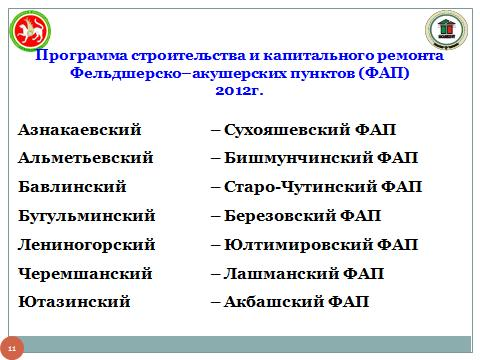 Программа строительства и капитального ремонта
Фельдшерско–акушерских пунктов (ФАП)
2012г.
Азнакаевский – Сухояшевский ФАП
Альметьевский – Бишмунчинский ФАП
Бавлинский – Старо-Чутинский ФАП
Бугульминский – Березовский ФАП
Лениногорский – Юлтимировский ФАП
Черемшанский – Лашманский ФАП
Ютазинский – Акбашский ФАП
11